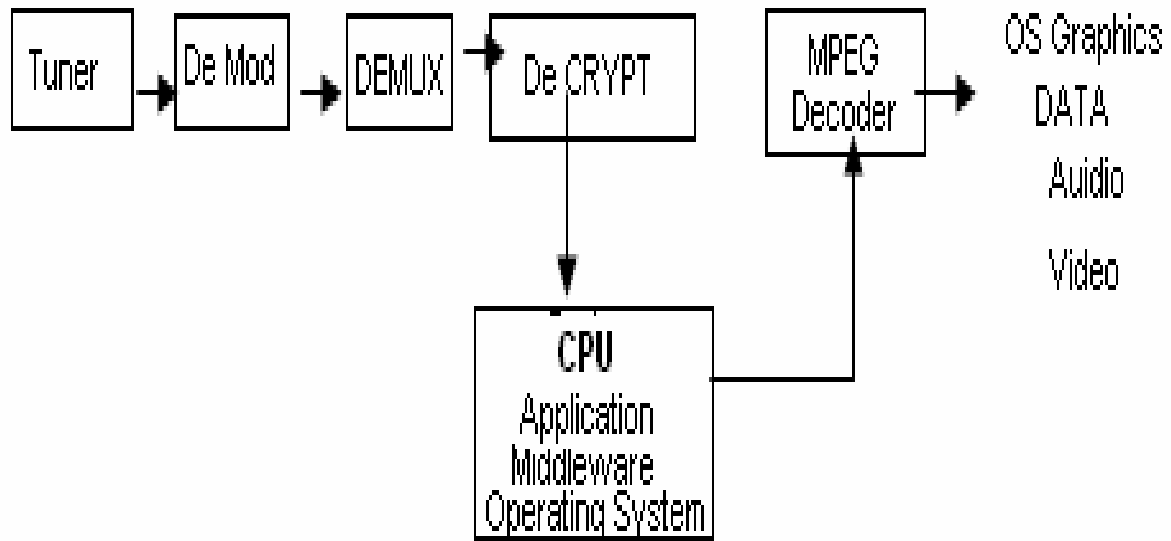 Tuner
De Mod
DEMUX
De CRYPT
MPEG
Decoder
OS Graphics
DATA
Auidio
Video
CPU
Application
Middleware
Operating System